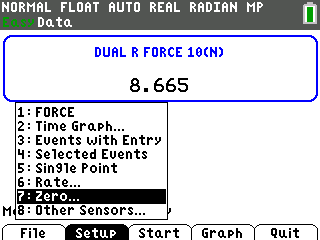 NORMAL FLOAT AUTO REAL RADIAN MP
EasyData
DUAL R FORCE 10(N)
8.665
1: FORCE
2: Time Graph...
3: Events with Entry
4: Selected Events
5: Single Point
6: Rate...
7: Zero...
8: Other Sensors...
File Setup Start Graph Quit